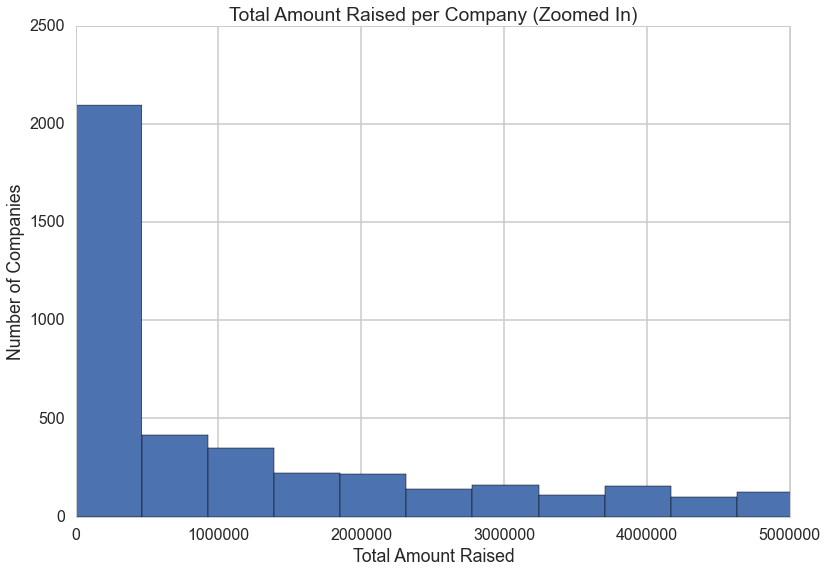 Total Amount Raised per Company (Zoomed In)
2500
2000
1500
1000
500
0
Number of Companies
0 1000000 2000000 3000000 4000000 5000000
Total Amount Raised